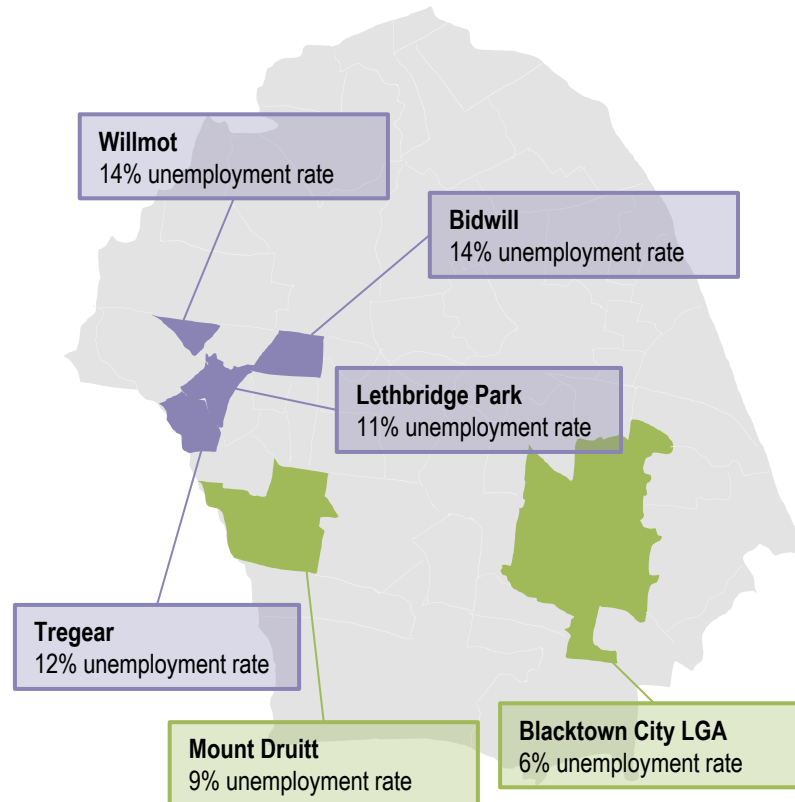 Willmot
14% unemployment rate
Bidwill
14% unemployment rate
Lethbridge Park
11% unemployment rate
Tregear
12% unemployment rate
Mount Druitt
9% unemployment rate
Blacktown City LGA
6% unemployment rate